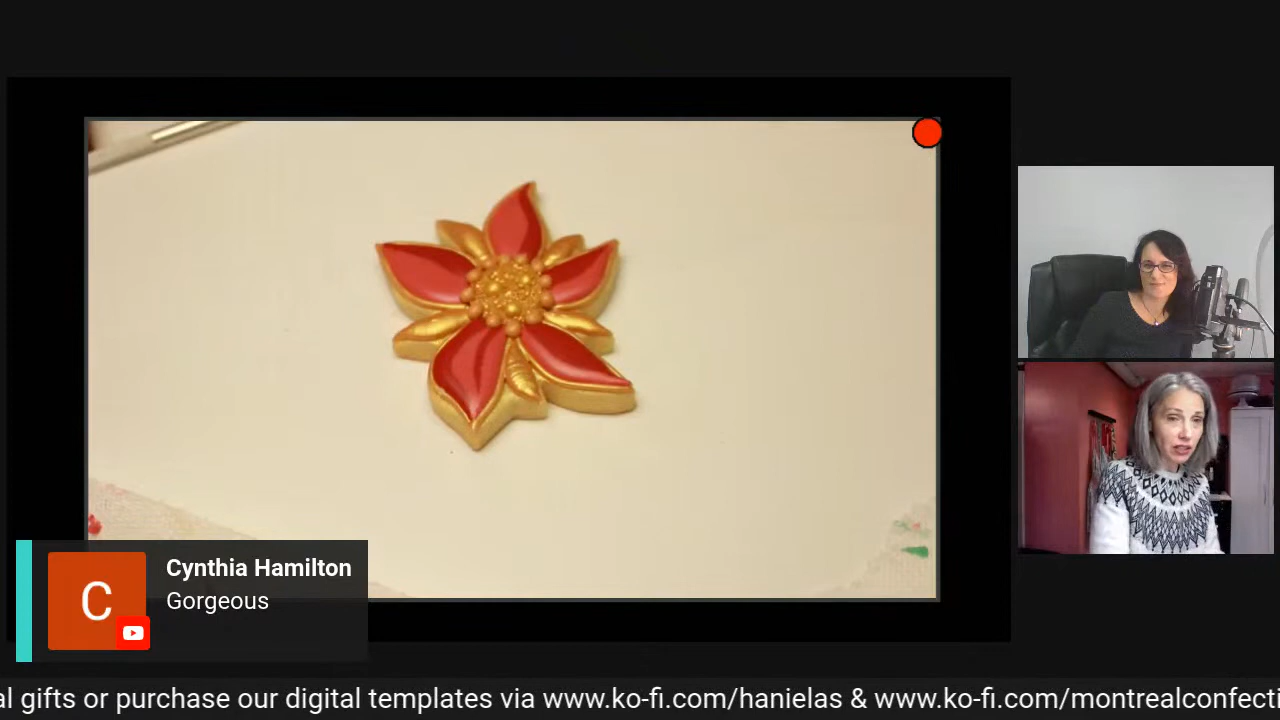 C
Cynthia Hamilton
Gorgeous
al gifts or purchase our digital templates via www.ko-fi.com/hanielas & www.ko-fi.com/montrealconfecti